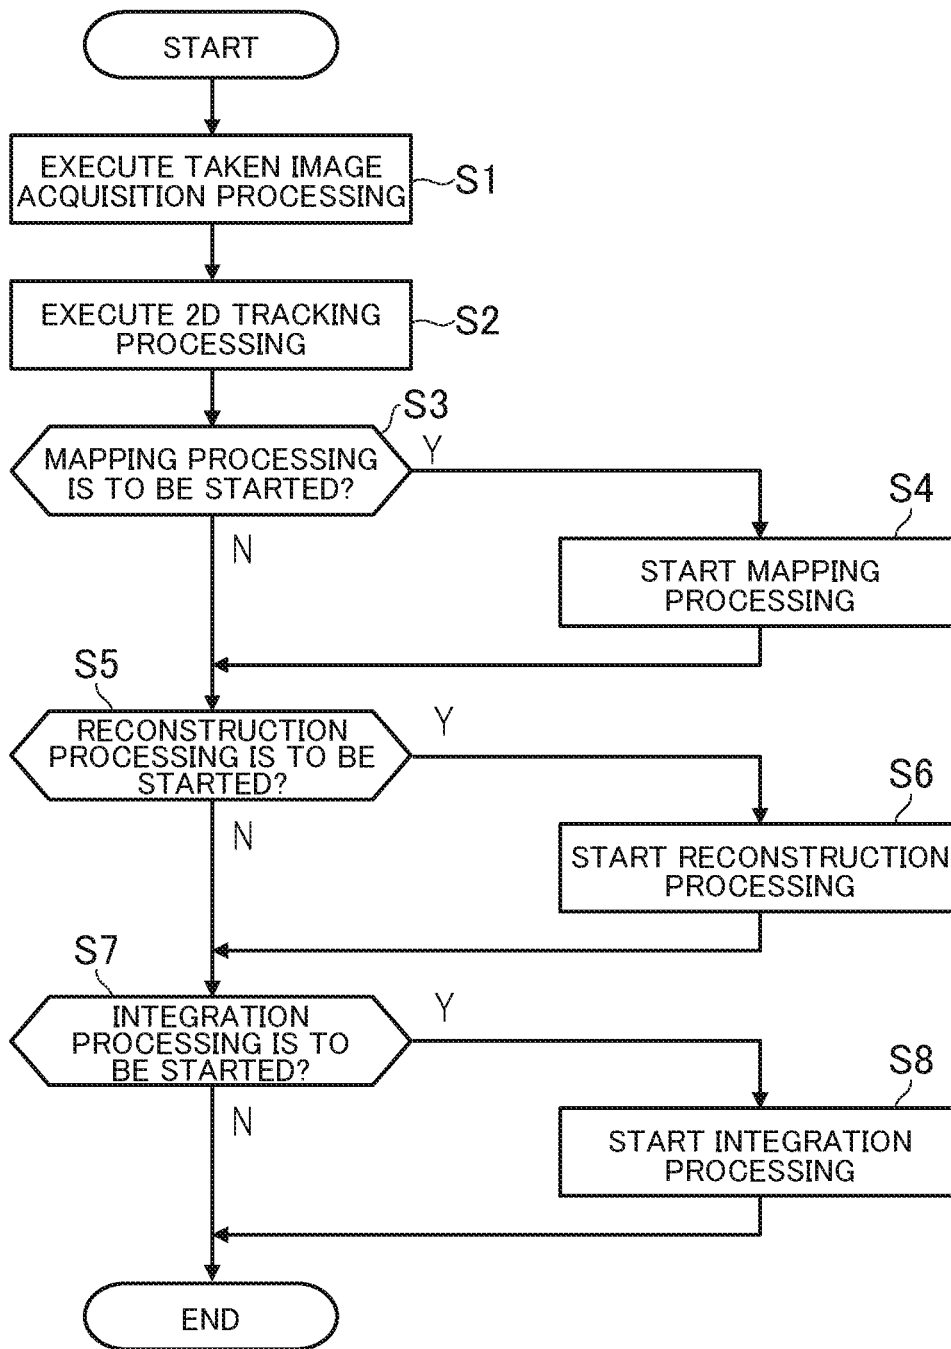 START
EXECUTE TAKEN IMAGE
ACQUISITION PROCESSING
S1
EXECUTE 2D TRACKING
PROCESSING
S2
S3
MAPPING PROCESSING
IS TO BE STARTED?
Y
N
S4
START MAPPING
PROCESSING
S5
RECONSTRUCTION
PROCESSING IS TO BE
STARTED?
Y
N
S6
START RECONSTRUCTION
PROCESSING
S7
INTEGRATION
PROCESSING IS TO
BE STARTED?
Y
N
S8
START INTEGRATION
PROCESSING
END